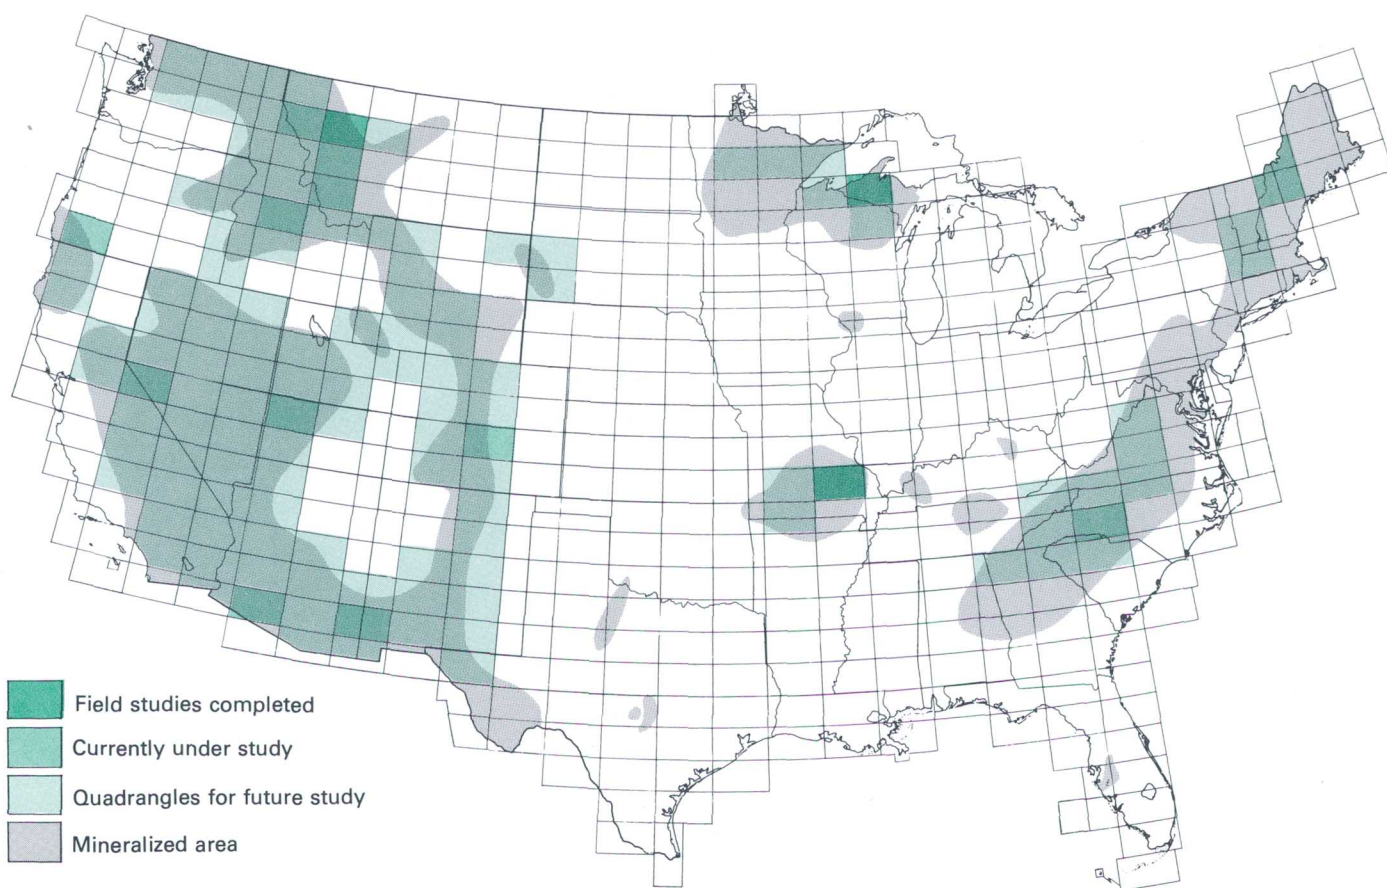 Field studies completed
Currently under study
Quadrangles for future study
Mineralized area